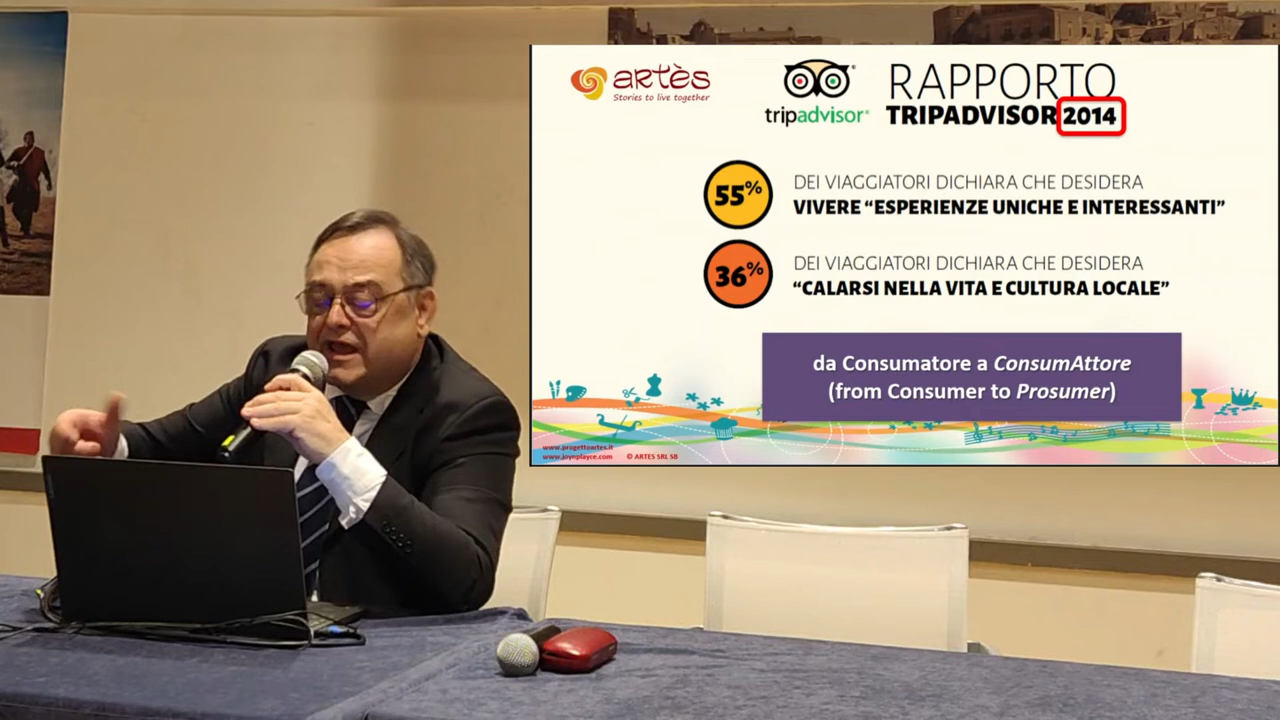 artès
Stories to live together
tripadvisor®
RAPPORTO
TRIPADVISOR 2014
55%
DEI VIAGGIATORI DICHIARA CHE DESIDERA
VIVERE “ESPERIENZE UNICHE E INTERESSANTI”
36%
DEI VIAGGIATORI DICHIARA CHE DESIDERA
“CALARSI NELLA VITA E CULTURA LOCALE”
da Consumatore a ConsumAttore
(from Consumer to Prosumer)
www.progettoartes.it
www.joynplayce.com © ARTES SRL SB